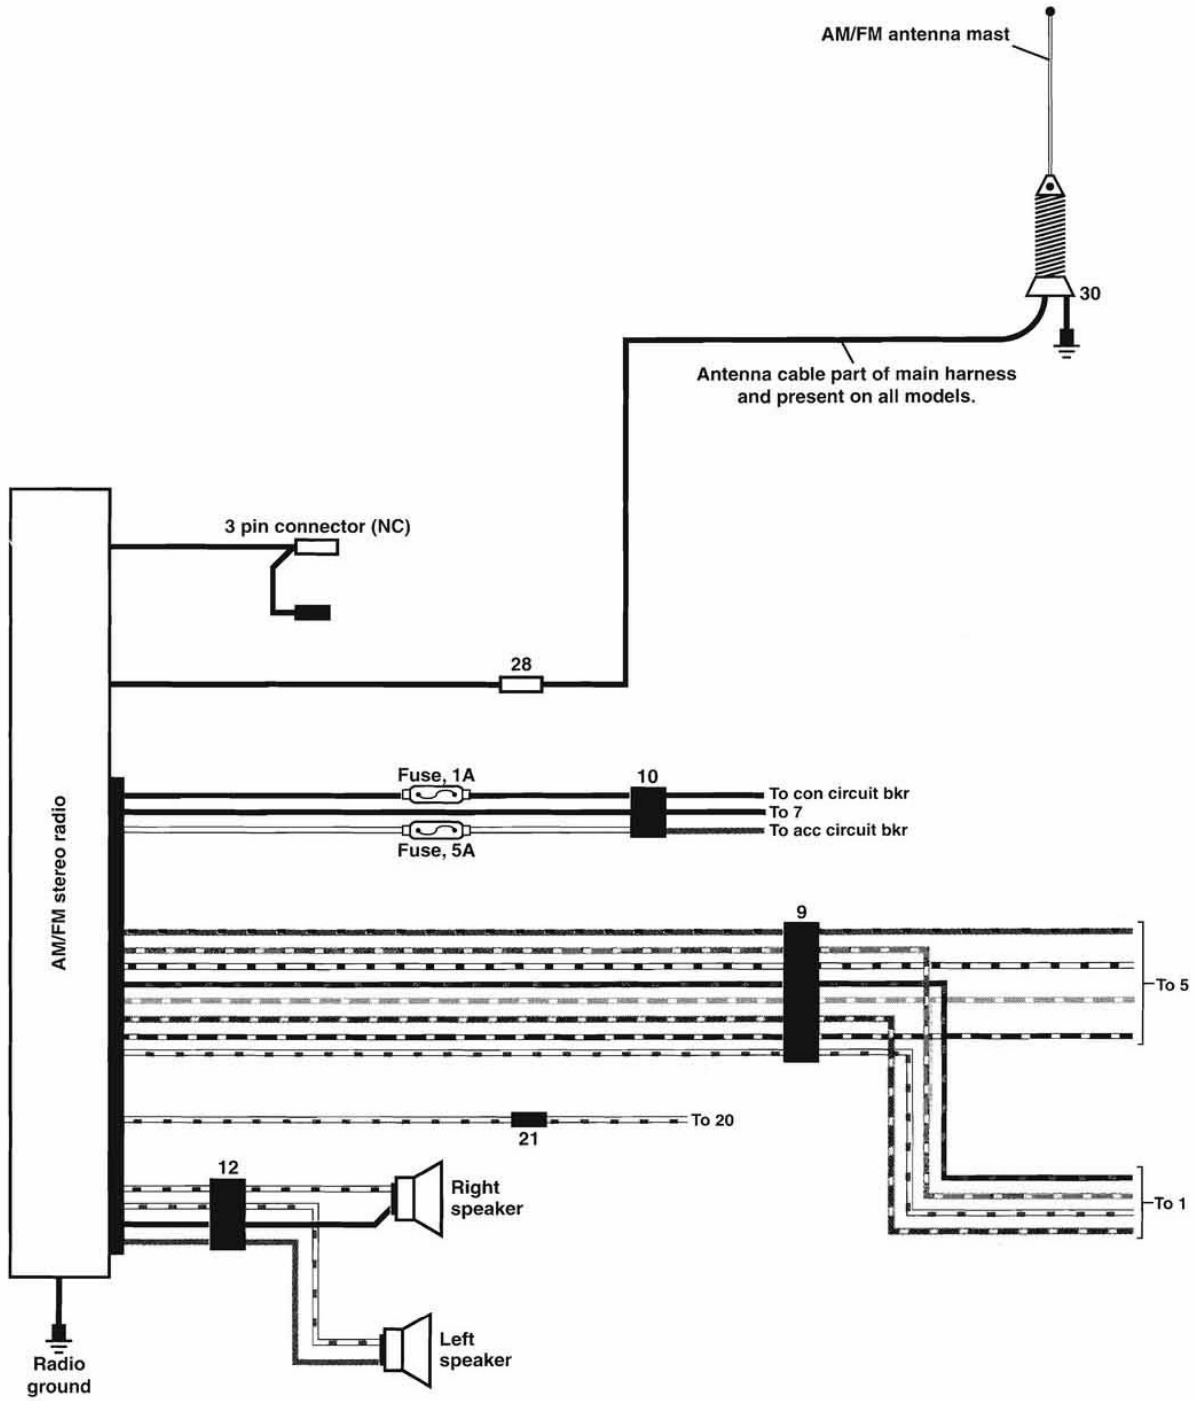 AM/FM antenna mast
30
Antenna cable part of main harness
and present on all models.
3 pin connector (NC)
28
Fuse, 1A
10
To con circuit bkr
To 7
To acc circuit bkr
Fuse, 5A
AM/FM stereo radio
9
To 5
To 20
21
12
Right
speaker
To 1
Left
speaker
Radio
ground